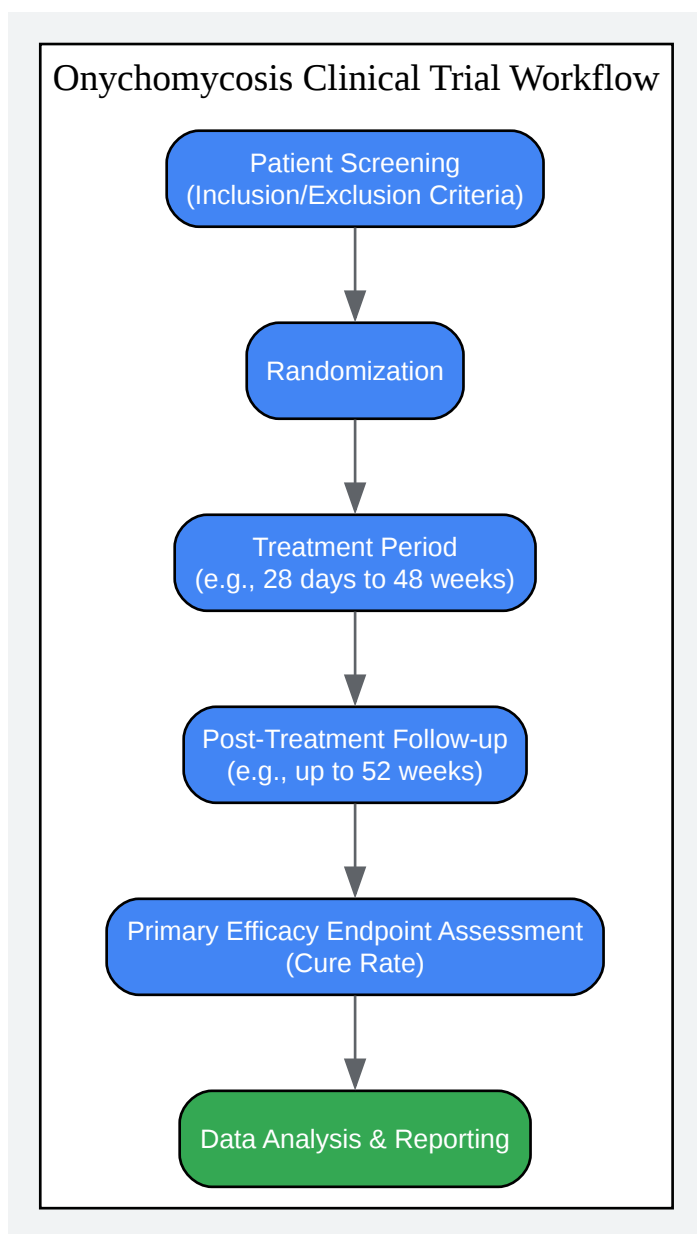 Onychomycosis Clinical Trial Workflow
Patient Screening
(Inclusion/Exclusion Criteria)
Randomization
Treatment Period
(e.g., 28 days to 48 weeks)
Post-Treatment Follow-up
(e.g., up to 52 weeks)
Primary Efficacy Endpoint Assessment
(Cure Rate)
Data Analysis & Reporting